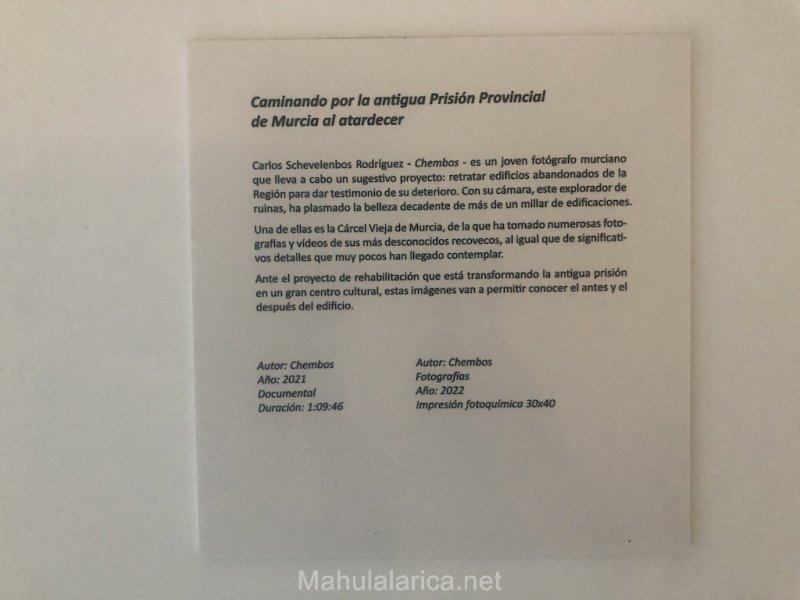 Caminando por la antigua Prisión Provincial
de Murcia al atardecer
Carlos Schevelenbos Rodríguez - Chembos - es un joven fotógrafo murciano
que lleva a cabo un sugestivo proyecto: retratar edificios abandonados de la
Región para dar testimonio de su deterioro. Con su cámara, este explorador de
ruinas, ha plasmado la belleza decadente de más de un millar de edificaciones.
Una de ellas es la Cárcel Vieja de Murcia, de la que ha tomado numerosas foto-
grafías y vídeos de sus más desconocidos recovecos, al igual que de significati-
vos detalles que muy pocos han llegado contemplar.
Ante el proyecto de rehabilitación que está transformando la antigua prisión
en un gran centro cultural, estas imágenes van a permitir conocer el antes y el
después del edificio.
Autor: Chembos
Año: 2021
Documental
Duración: 1:09:46
Autor: Chembos
Fotografías
Año: 2022
Impresión fotoquímica 30x40
Mahulalarica.net